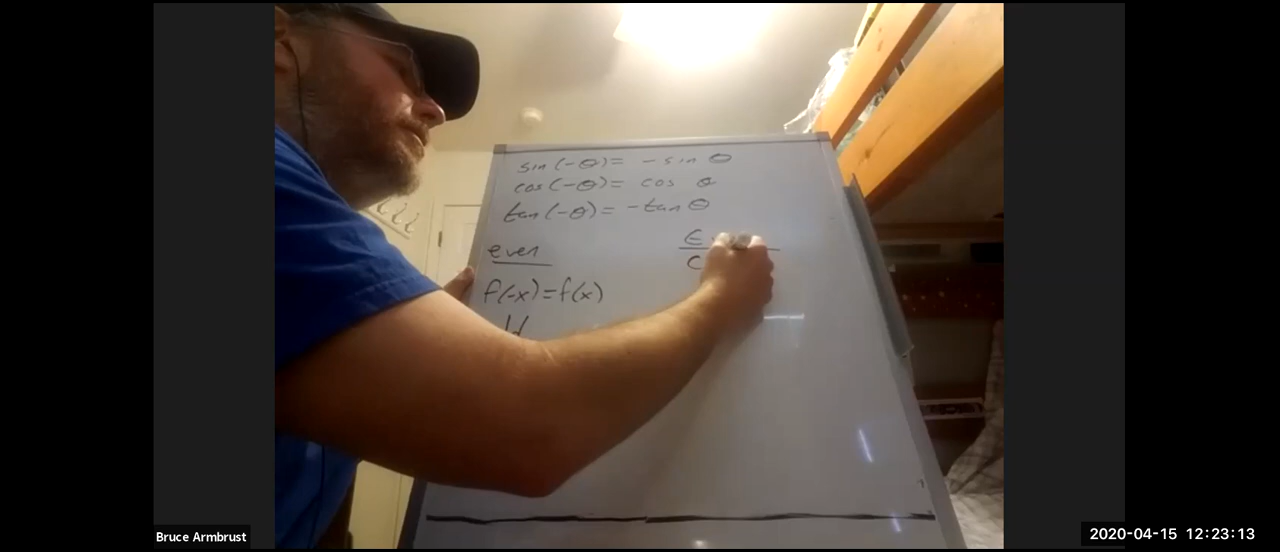 sin(-θ)= -sin θ
cos(-θ)= cos θ
tan(-θ)= -tan θ
even
f(-x)=f(x)
Bruce Armbrust
2020-04-15 12:23:13